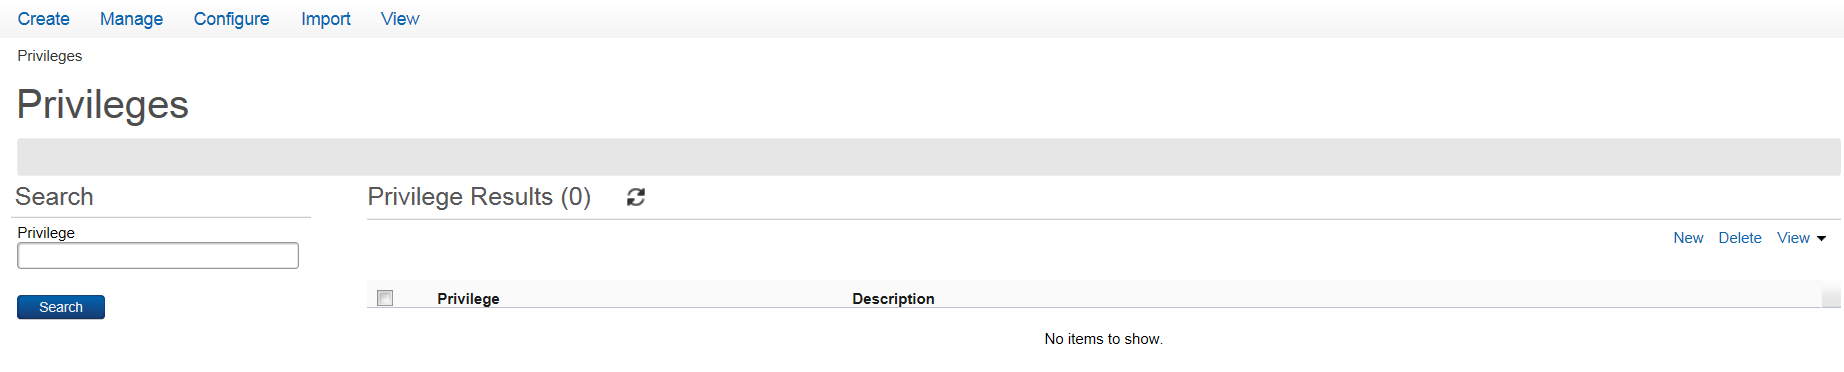 Create Manage Configure Import View
Privileges
Privileges
Search
Privilege
Search
Privilege Results (0)
New Delete View
Privilege Description
No items to show.